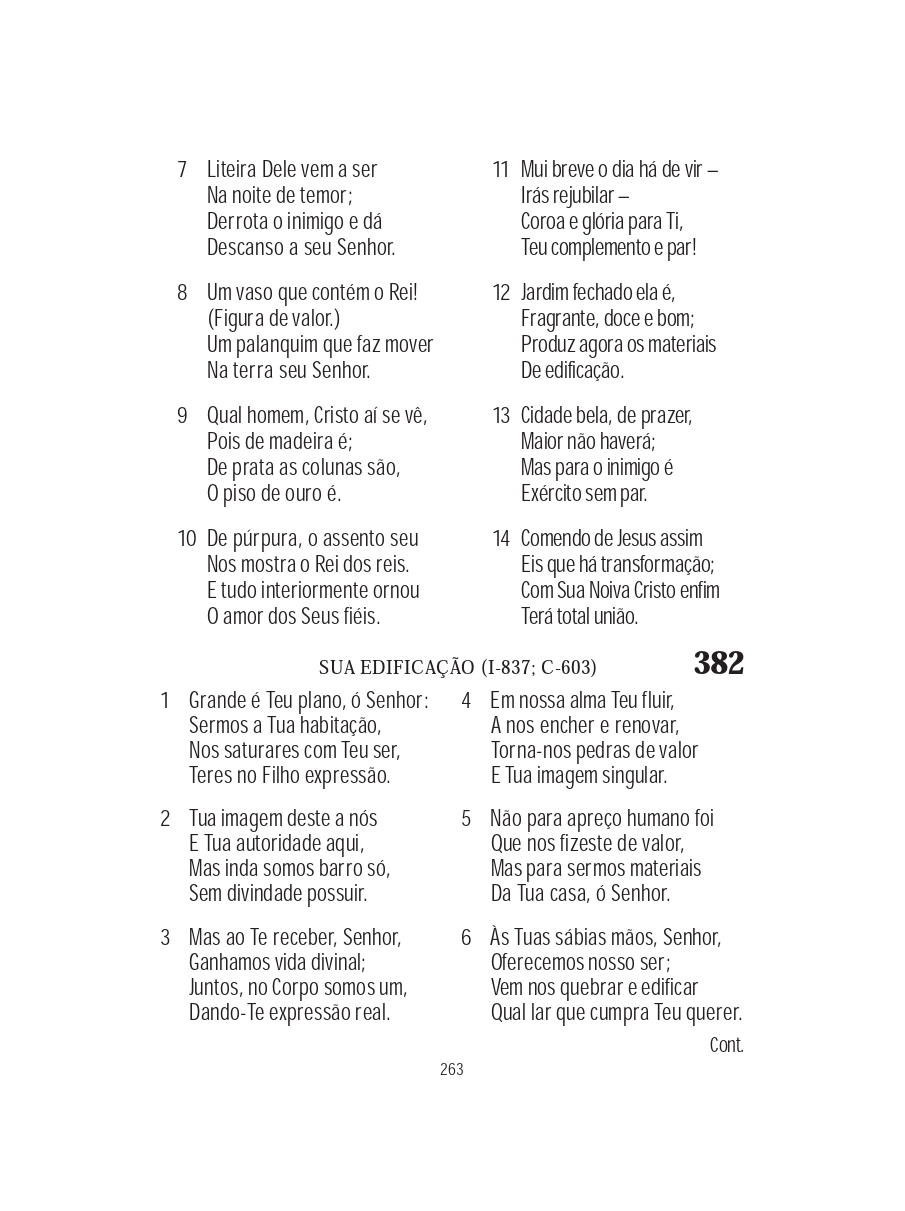 7 Liteira Dele vem a ser
Na noite de temor;
Derrota o inimigo e dá
Descanso a seu Senhor.
8 Um vaso que contém o Rei!
(Figura de valor.)
Um palanquim que faz mover
Na terra seu Senhor.
9 Qual homem, Cristo aí se vê,
Pois de madeira é;
De prata as colunas são,
O piso de ouro é.
10 De púrpura, o assento seu
Nos mostra o Rei dos reis.
E tudo interiormente ornou
O amor dos Seus fiéis.
11 Mui breve o dia há de vir –
Irás rejubilar –
Coroa e glória para Ti,
Teu complemento e par!
12 Jardim fechado ela é,
Fragrante, doce e bom;
Produz agora os materiais
De edificação.
13 Cidade bela, de prazer,
Maior não haverá;
Mas para o inimigo é
Exército sem par.
14 Comendo de Jesus assim
Eis que há transformação;
Com Sua Noiva Cristo enfim
Terá total união.
SUA EDIFICAÇÃO (I-837; C-603) 382
1 Grande é Teu plano, ó Senhor:
Sermos a Tua habitação,
Nos saturares com Teu ser,
Teres no Filho expressão.
2 Tua imagem deste a nós
E Tua autoridade aqui,
Mas inda somos barro só,
Sem divindade possuir.
3 Mas ao Te receber, Senhor,
Ganhamos vida divinal;
Juntos, no Corpo somos um,
Dando-Te expressão real.
4 Em nossa alma Teu fluir,
A nos encher e renovar,
Torna-nos pedras de valor
E Tua imagem singular.
5 Não para apreço humano foi
Que nos fizeste de valor,
Mas para sermos materiais
Da Tua casa, ó Senhor.
6 Às Tuas sábias mãos, Senhor,
Oferecemos nosso ser;
Vem nos quebrar e edificar
Qual lar que cumpra Teu querer.
Cont.
263